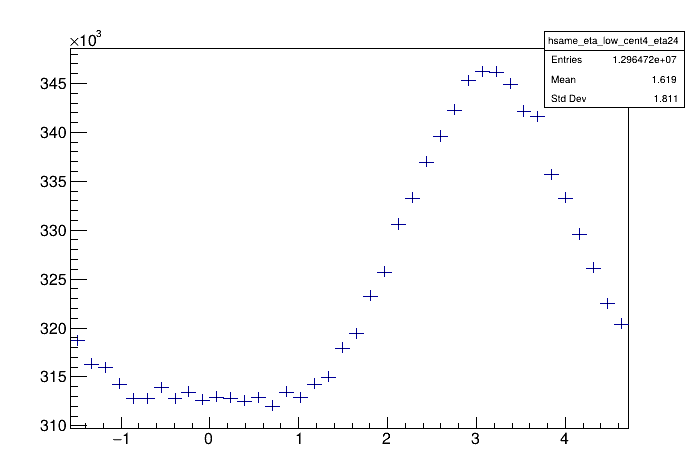 ×10³
hsame_eta_low_cent4_eta24
Entries 1.296472e+07
Mean 1.619
Std Dev 1.811
345
340
335
330
325
320
315
310
−1 0 1 2 3 4